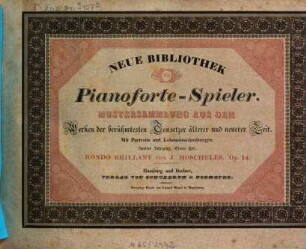 NEUE BIBLIOTHEK
für
Pianoforte-Spieler.
MUSTERSAMMLUNG AUS DEN
Werken der berühmtesten Tonsetzer älterer und neuerer Zeit.
Mit Portraits und Lebensbeschreibungen.
RONDO BRILLANT von J. MOSCHELES, Op. 14.
Hamburg und Itzehoe,
VERLAG VON SCHUBERTH & NIEMEYER.